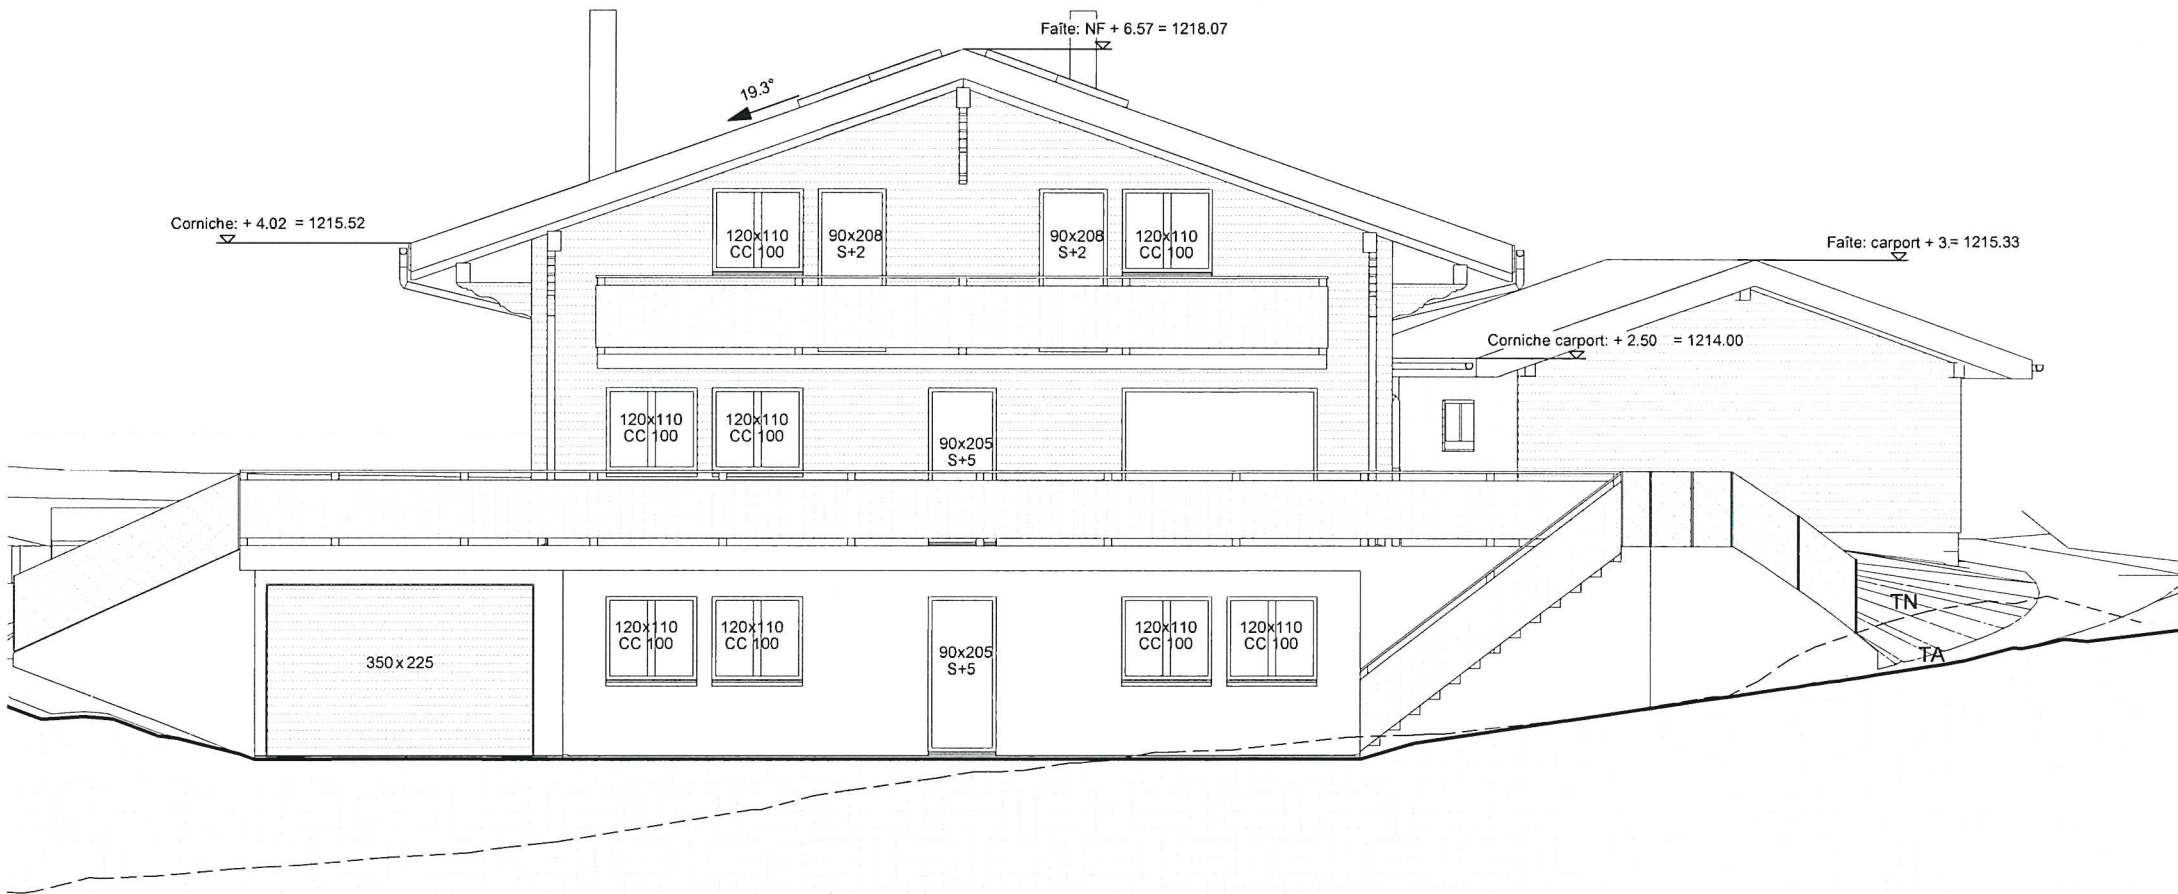 Faîte: NF + 6.57 = 1218.07
19.3°
Corniche: + 4.02 = 1215.52
Faîte: carport + 3.= 1215.33
120x110
CC 100
90x208
S+2
90x208
S+2
120x110
CC 100
Corniche carport: + 2.50 = 1214.00
120x110
CC 100
120x110
CC 100
90x205
S+5
TN
TA
350x225
120x110
CC 100
120x110
CC 100
90x205
S+5
120x110
CC 100
120x110
CC 100